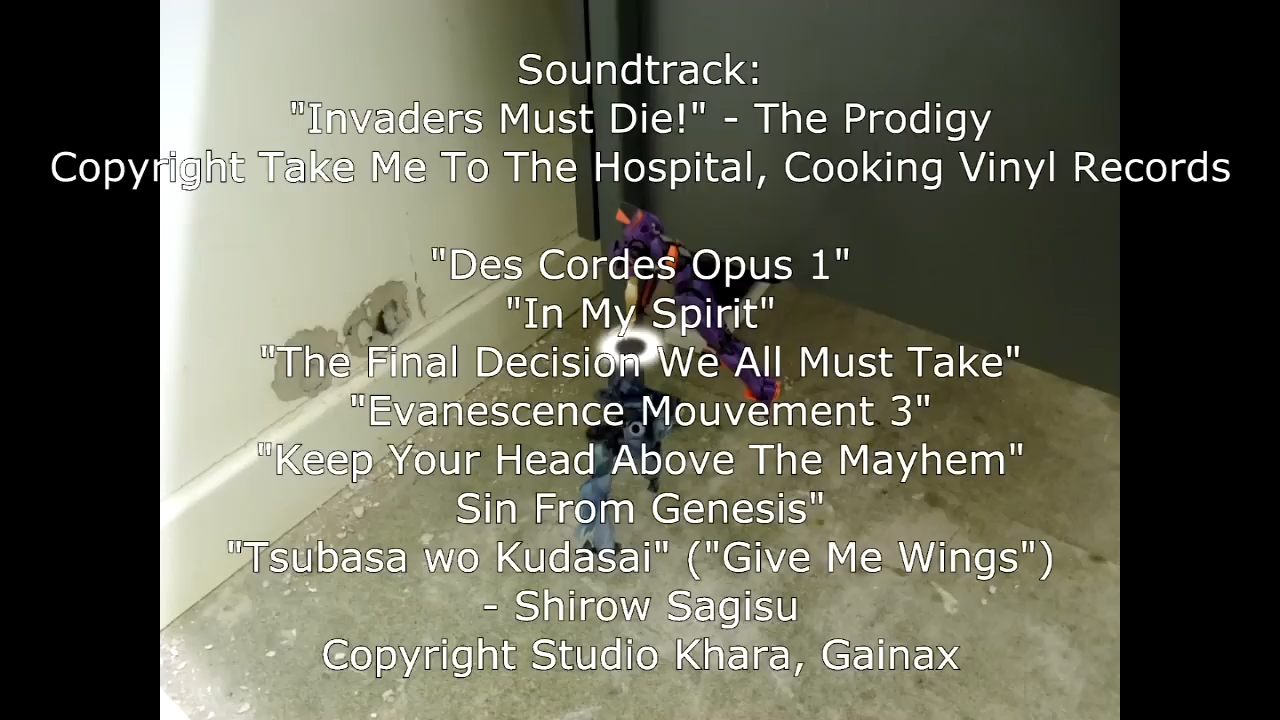 Soundtrack:
"Invaders Must Die!" - The Prodigy
Copyright Take Me To The Hospital, Cooking Vinyl Records
"Des Cordes Opus 1"
"In My Spirit"
"The Final Decision We All Must Take"
"Evanescence Mouvement 3"
"Keep Your Head Above The Mayhem"
Sin From Genesis"
"Tsubasa wo Kudasai" ("Give Me Wings")
- Shirow Sagisu
Copyright Studio Khara, Gainax